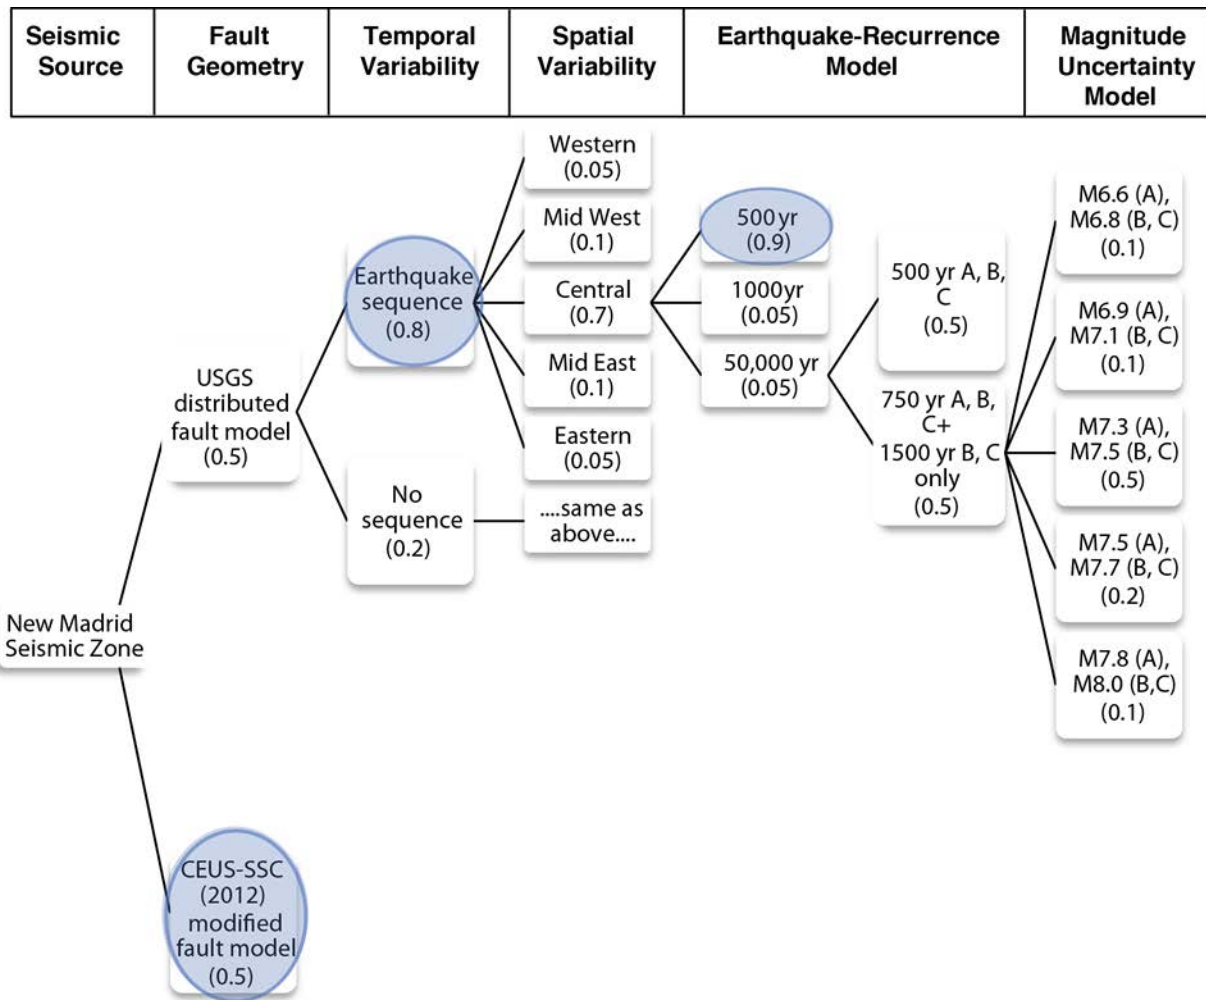 Seismic
Source
Fault
Geometry
Temporal
Variability
Spatial
Variability
Earthquake-Recurrence
Model
Magnitude
Uncertainty
Model
New Madrid
Seismic Zone
USGS
distributed
fault model
(0.5)
CEUS-SSC
(2012)
modified
fault model
(0.5)
Earthquake
sequence
(0.8)
No
sequence
(0.2)
Western
(0.05)
Mid West
(0.1)
Central
(0.7)
Mid East
(0.1)
Eastern
(0.05)
....same as
above....
500 yr
(0.9)
1000yr
(0.05)
50,000 yr
(0.05)
500 yr A, B,
C
(0.5)
750 yr A, B,
C+
1500 yr B, C
only
(0.5)
M6.6 (A),
M6.8 (B, C)
(0.1)
M6.9 (A),
M7.1 (B, C)
(0.1)
M7.3 (A),
M7.5 (B, C)
(0.5)
M7.5 (A),
M7.7 (B, C)
(0.2)
M7.8 (A),
M8.0 (B,C)
(0.1)